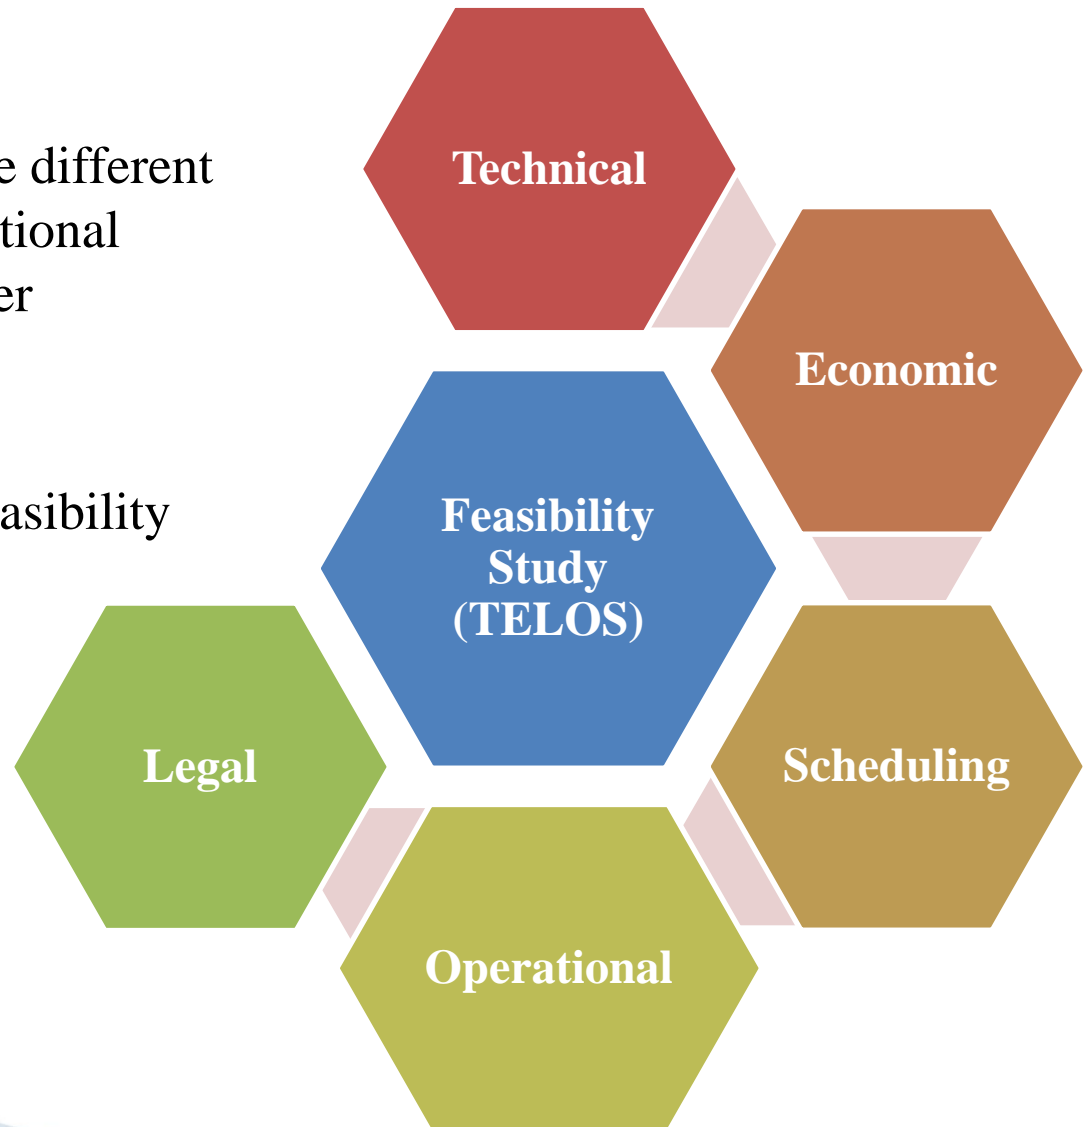 e different
tional
er
asibility
Technical
Economic
Feasibility
Study
(TELOS)
Legal
Scheduling
Operational